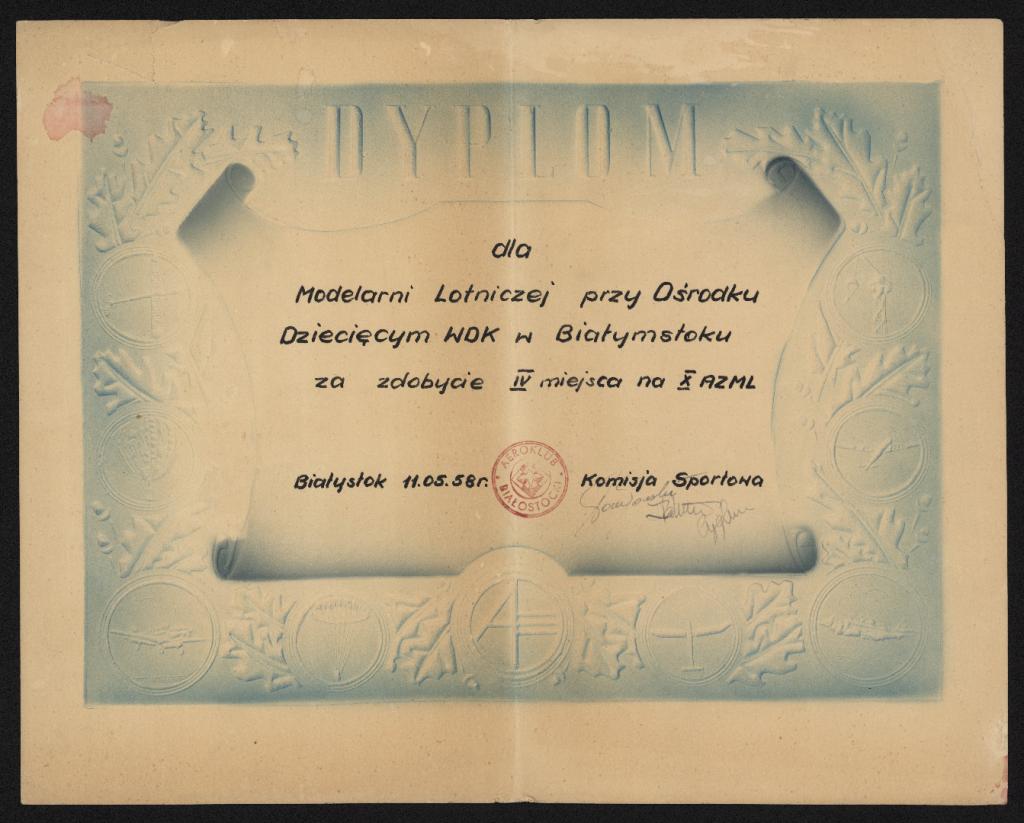 DYPLOM
dla
Modelarni Lotniczej przy Ośrodku
Dziecięcym WDK w Białymstoku
za zdobycie IV miejsca na X AZML
Białystok 11.05.58r. Komisja Sportowa
AEROKLUB
BIAŁOSTOCKI